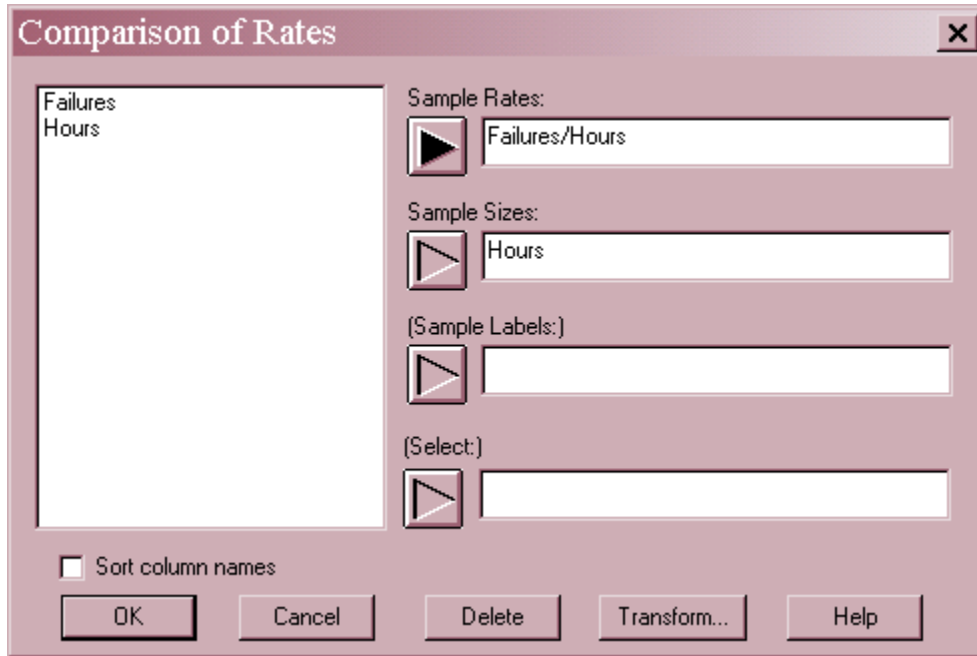 Comparison of Rates
Failures
Hours
Sample Rates:
Failures/Hours
Sample Sizes:
Hours
(Sample Labels:)
(Select:)
Sort column names
OK
Cancel
Delete
Transform...
Help